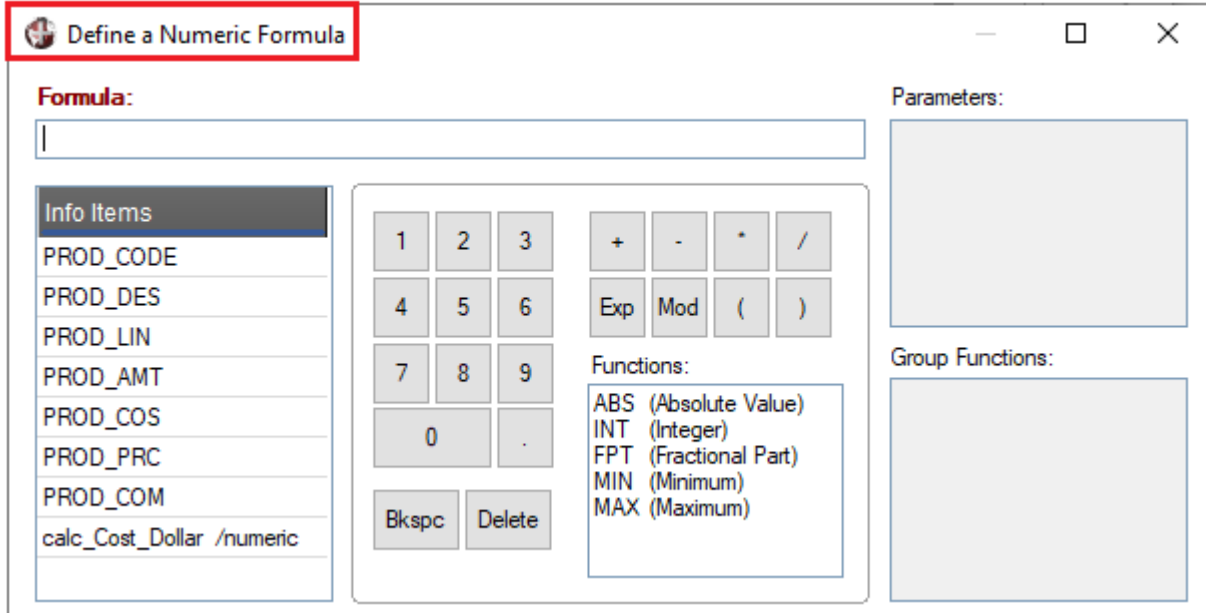 Define a Numeric Formula
Formula:
Parameters:
Info Items
PROD_CODE
PROD_DES
PROD_LIN
PROD_AMT
PROD_COS
PROD_PRC
PROD_COM
calc_Cost_Dollar /numeric
1 2 3
4 5 6
7 8 9
0 .
Bkspc Delete
+ - * /
Exp Mod ( )
Functions:
ABS (Absolute Value)
INT (Integer)
FPT (Fractional Part)
MIN (Minimum)
MAX (Maximum)
Group Functions: